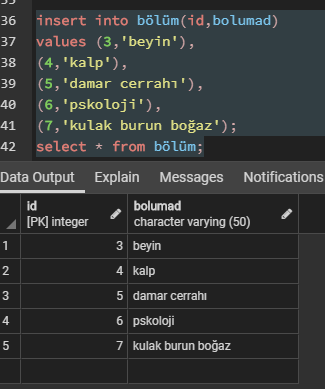 36 insert into bölüm(id,bolumad)
37 values (3,'beyin'),
38 (4,'kalp'),
39 (5,'damar cerrahı'),
40 (6,'pskoloji'),
41 (7,'kulak burun boğaz');
42 select * from bölüm;
Data Output Explain Messages Notifications
id bolumad
[PK] integer character varying (50)
1 3 beyin
2 4 kalp
3 5 damar cerrahı
4 6 pskoloji
5 7 kulak burun boğaz